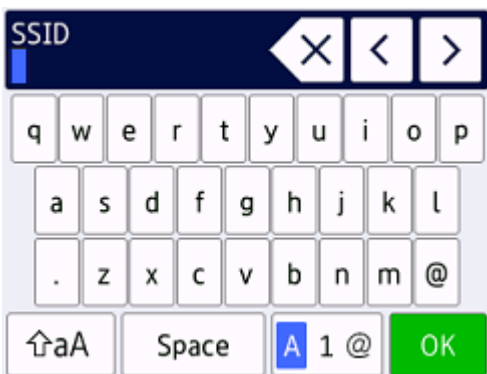 SSID
q w e r t y u i o p
a s d f g h j k l
. z x c v b n m @
⇧aA Space A 1 @ OK